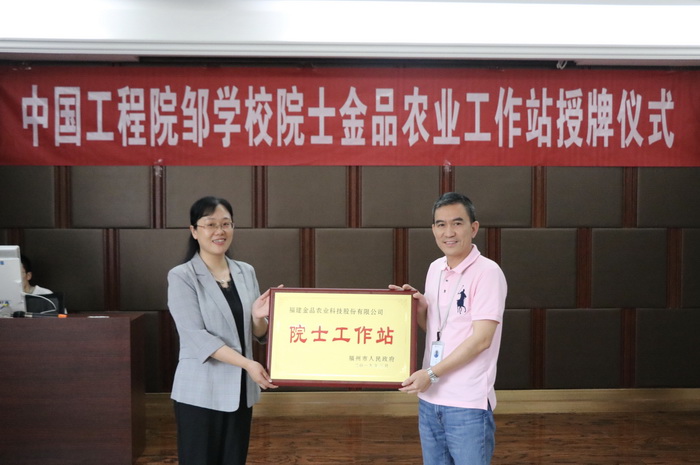 中国工程院邹学校院士金品农业工作站授牌仪式
福建金品农业科技股份有限公司
院士工作站
福州市人民政府